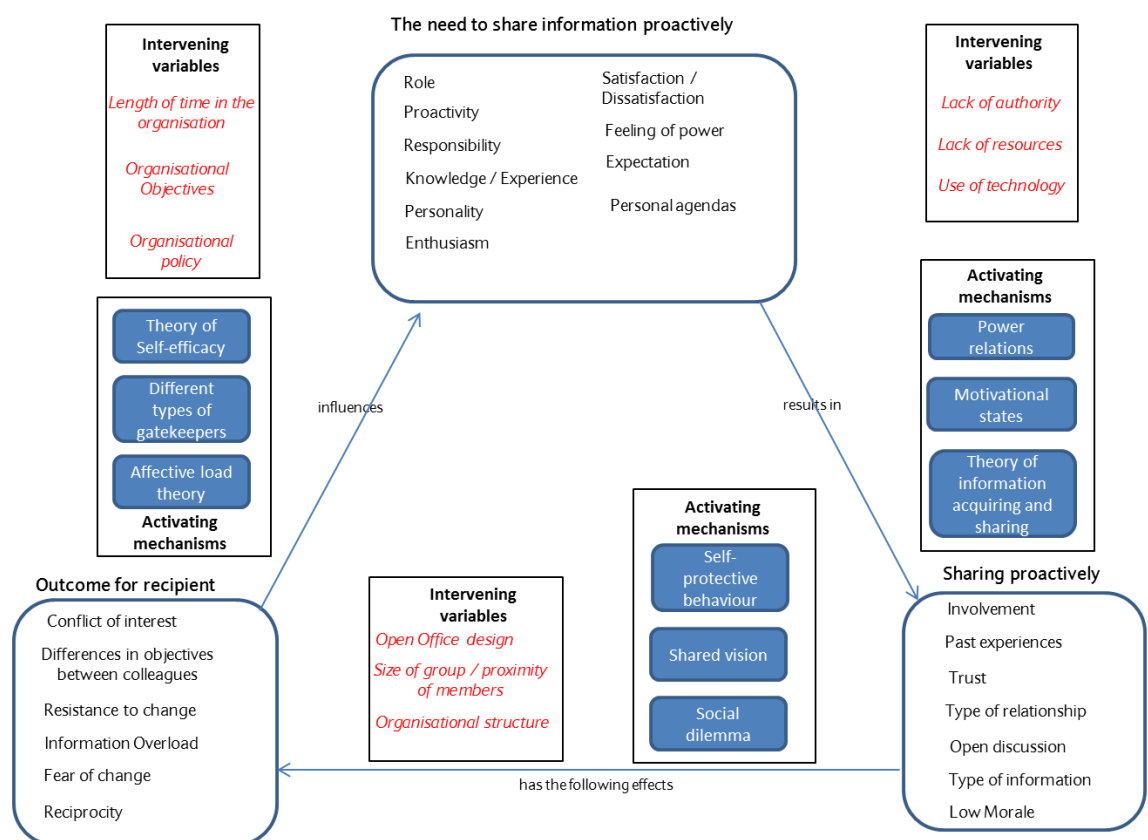 The need to share information proactively
Intervening
variables
Length of time in the
organisation
Organisational
Objectives
Organisational
policy
Role
Proactivity
Responsibility
Knowledge / Experience
Personality
Enthusiasm
Satisfaction /
Dissatisfaction
Feeling of power
Expectation
Personal agendas
Intervening
variables
Lack of authority
Lack of resources
Use of technology
Theory of
Self-efficacy
Different
types of
gatekeepers
Affective load
theory
Activating
mechanisms
influences
results in
Activating
mechanisms
Power
relations
Motivational
states
Theory of
information
acquiring and
sharing
Outcome for recipient
Conflict of interest
Differences in objectives
between colleagues
Resistance to change
Information Overload
Fear of change
Reciprocity
Intervening
variables
Open Office design
Size of group / proximity
of members
Organisational structure
Activating
mechanisms
Self-
protective
behaviour
Shared vision
Social
dilemma
has the following effects
Sharing proactively
Involvement
Past experiences
Trust
Type of relationship
Open discussion
Type of information
Low Morale